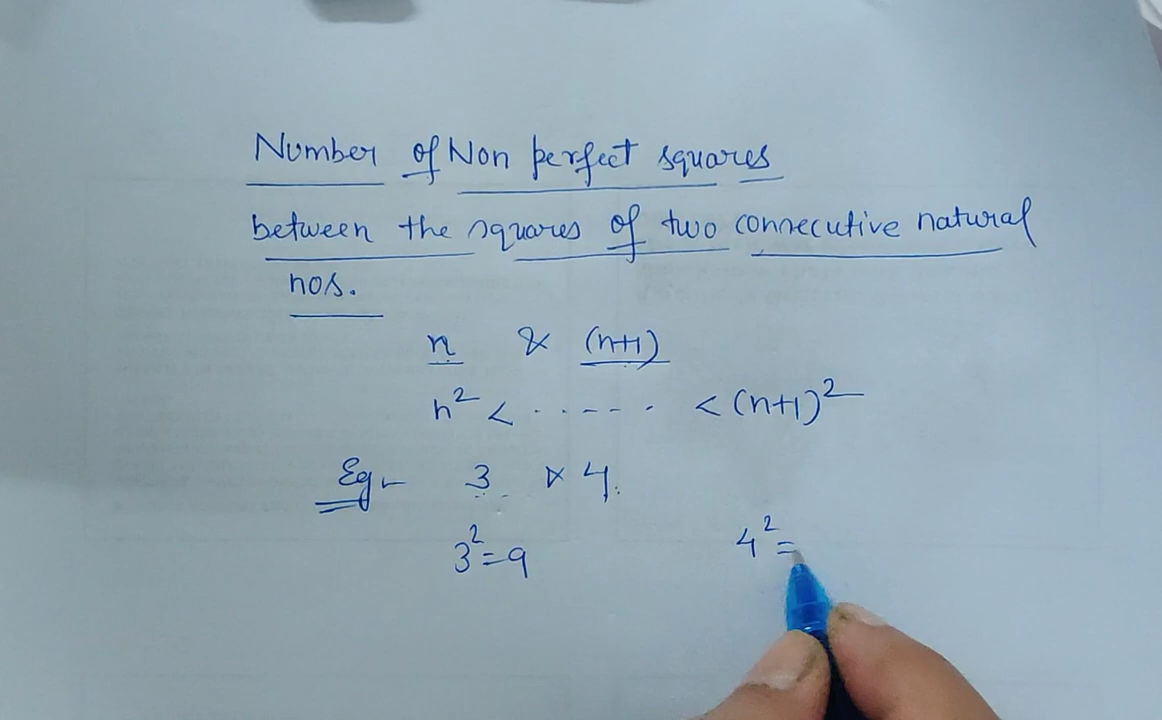 Number of Non perfect squares
between the squares of two consecutive natural
nos.
n & (n+1)
n² < ...... < (n+1)²
Eg - 3 & 4.
3² = 9 4² =